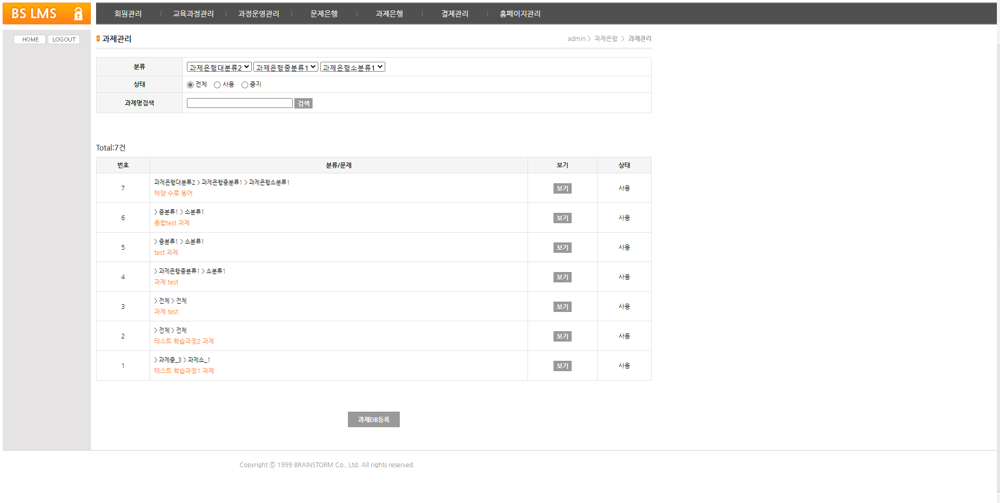 BS LMS
회원관리 | 교육과정관리 | 과정운영관리 | 문제은행 | 과제은행 | 결제관리 | 홈페이지관리
HOME LOGOUT
과제관리
admin > 과제은행 > 과제관리
분류 과제은행대분류2 과제은행중분류1 과제은행소분류1
상태 전체 사용 중지
과제명검색 검색
Total:7건
번호 분류/문제 보기 상태
과제은행대분류2 > 과제은행중분류1 > 과제은행소분류1
7 해양 수로 용어 보기 사용
> 중분류1 > 소분류1
6 종합test 과제 보기 사용
> 중분류1 > 소분류1
5 test 과제 보기 사용
> 과제은행중분류1 > 소분류1
4 과제 test 보기 사용
> 전체 > 전체
3 과제 test 보기 사용
> 전체 > 전체
2 테스트 학습과정2 과제 보기 사용
> 과제중_3 > 과제소_1
1 테스트 학습과정1 과제 보기 사용
과제DB등록
Copyright ⓒ 1999 BRAINSTORM Co., Ltd. All rights reserved.